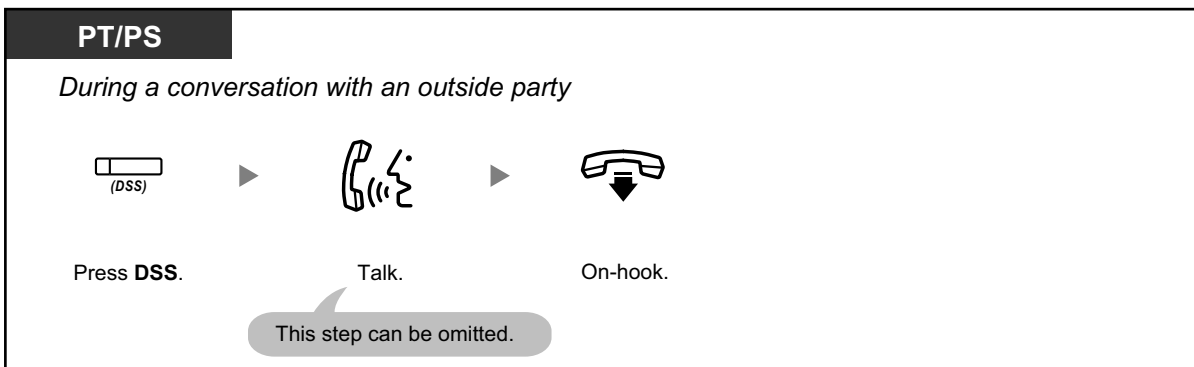 PT/PS
During a conversation with an outside party
(DSS)
Press DSS. Talk. On-hook.
This step can be omitted.